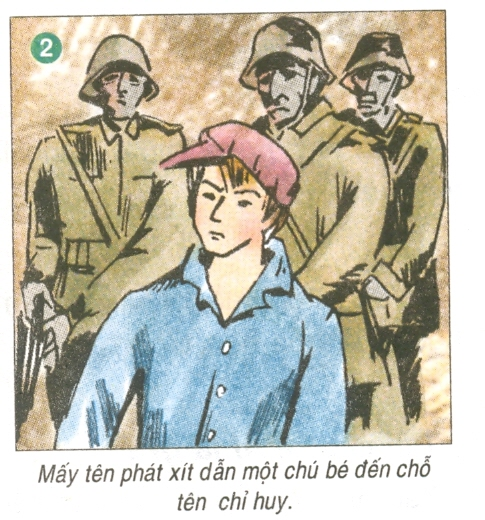 2
Mấy tên phát xít dẫn một chú bé đến chỗ
tên chỉ huy.